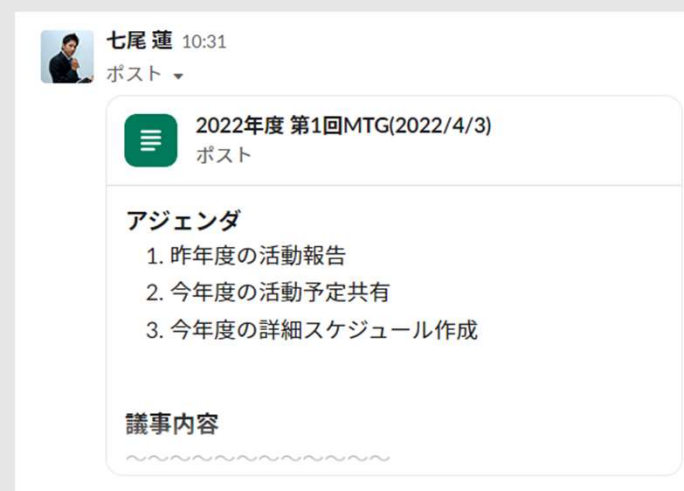 七尾 蓮 10:31
ポスト
2022年度 第1回MTG(2022/4/3)
ポスト
アジェンダ
1. 昨年度の活動報告
2. 今年度の活動予定共有
3. 今年度の詳細スケジュール作成
議事内容
〜〜〜〜〜〜〜〜〜〜〜〜